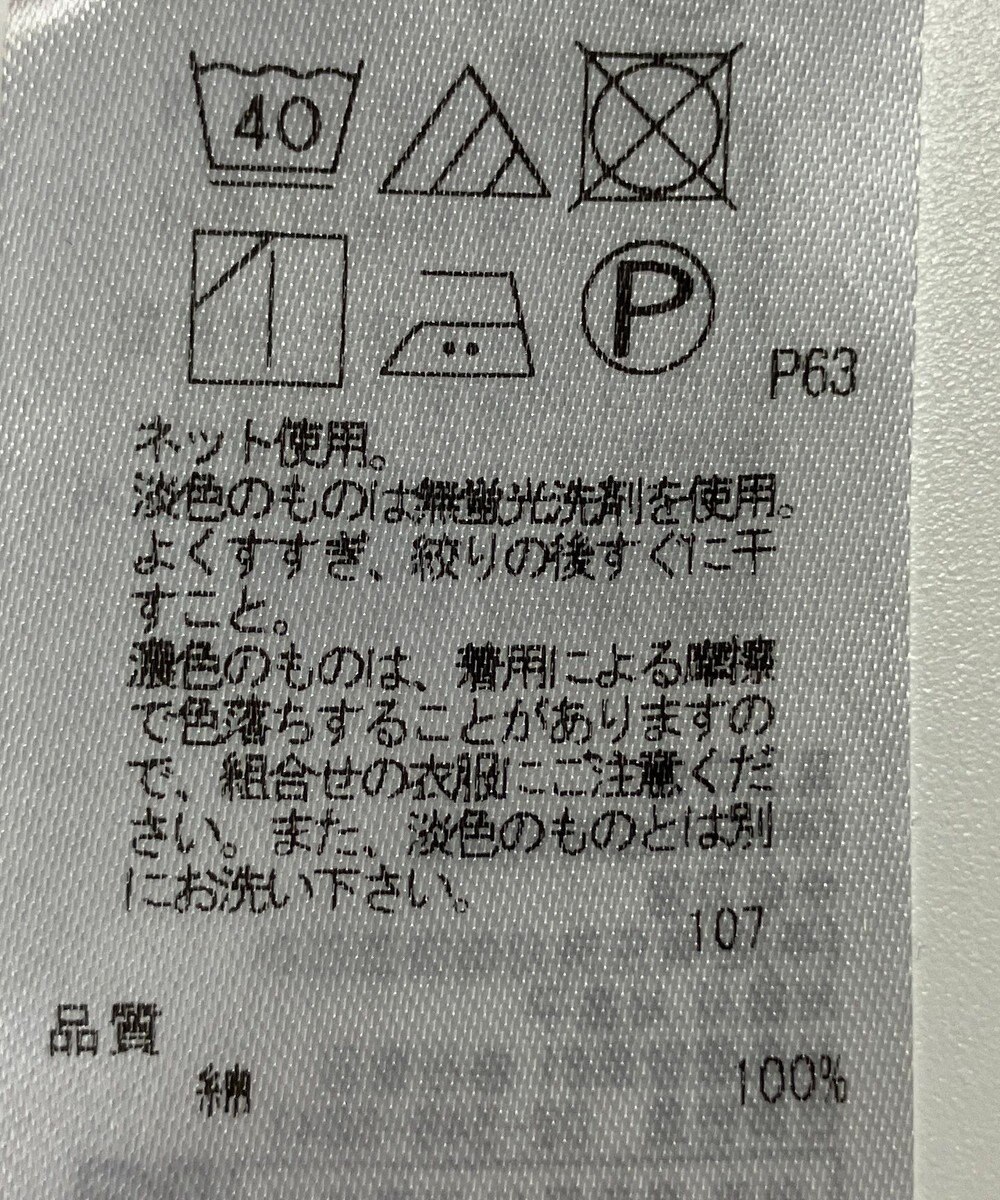 40
P
P63
ネット使用。
淡色のものは無蛍光洗剤を使用。
よくすすぎ、絞りの後すぐに干
すこと。
濃色のものは、着用による摩擦
で色落ちすることがありますの
で、組合せの衣服にご注意くだ
さい。また、淡色のものとは別
にお洗い下さい。
107
品質
綿 100%